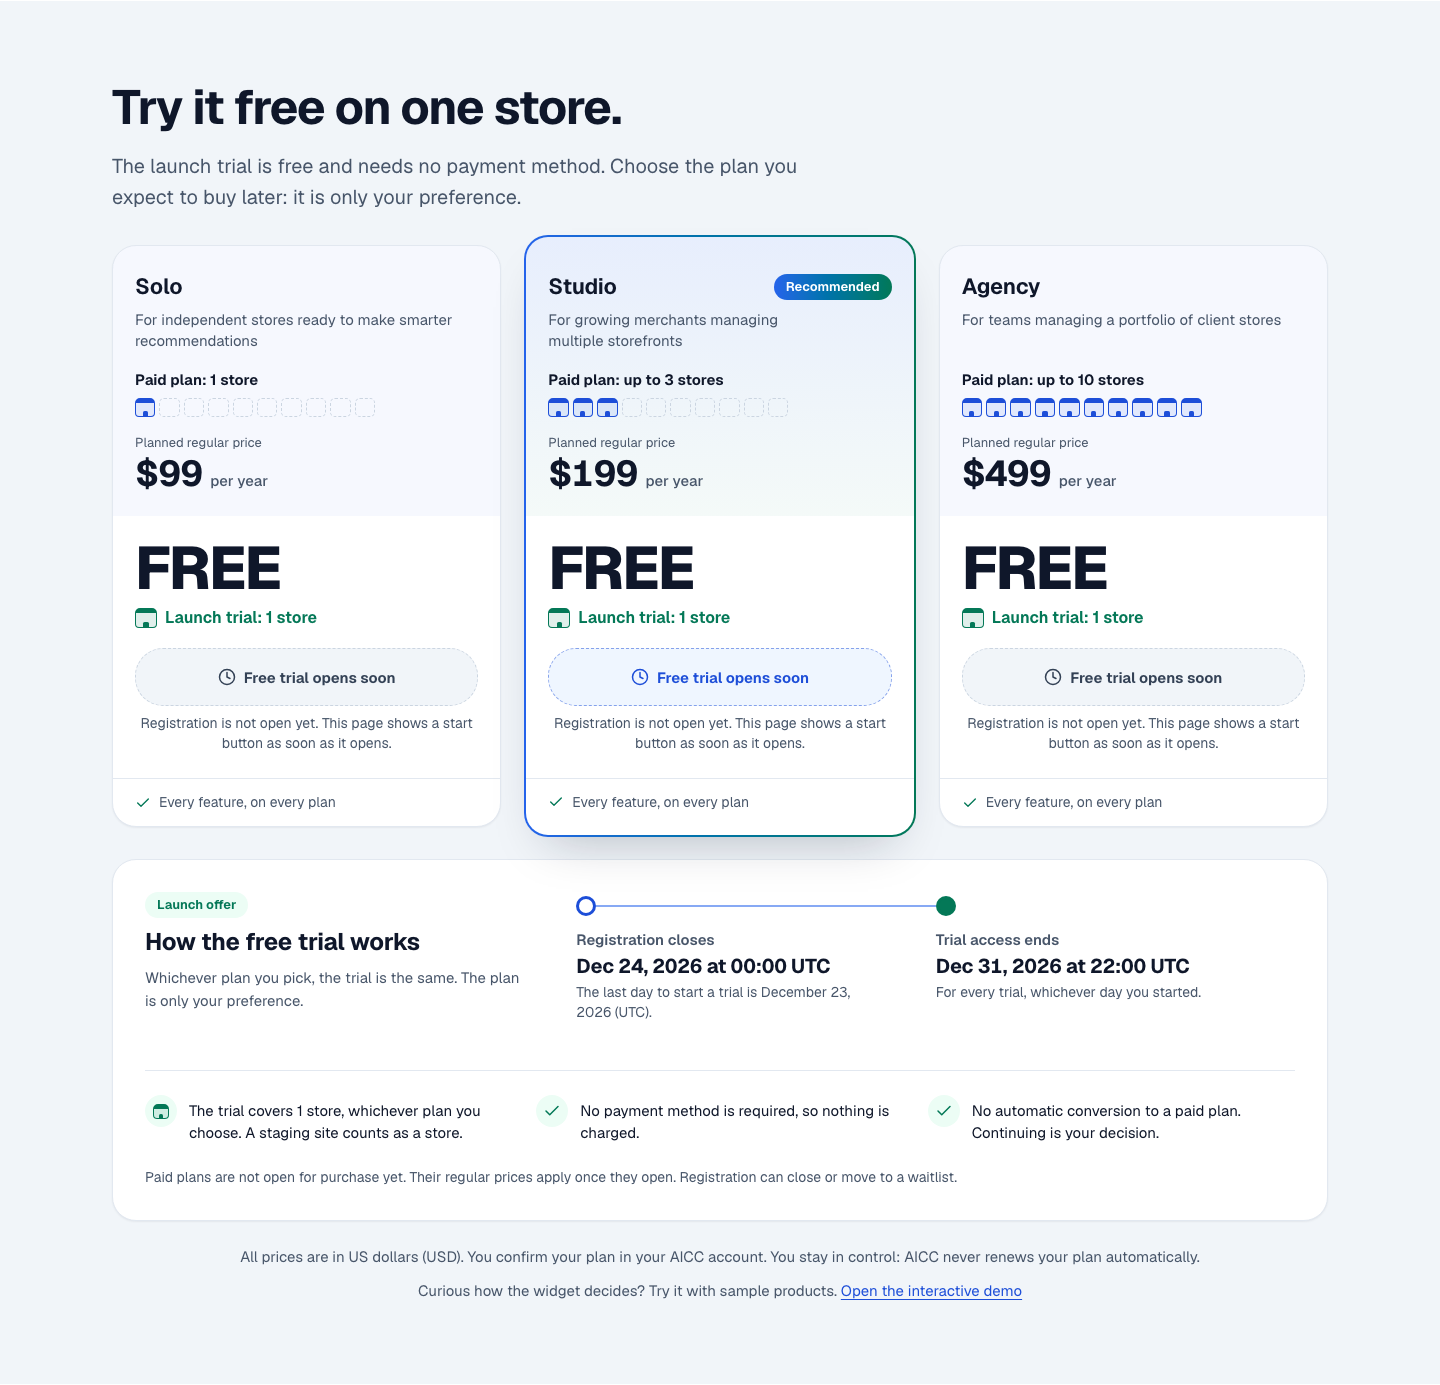 Try it free on one store.
The launch trial is free and needs no payment method. Choose the plan you
expect to buy later: it is only your preference.
Solo
For independent stores ready to make smarter
recommendations
Paid plan: 1 store
Planned regular price
$99 per year
FREE
Launch trial: 1 store
Free trial opens soon
Registration is not open yet. This page shows a start
button as soon as it opens.
Every feature, on every plan
Studio
Recommended
For growing merchants managing
multiple storefronts
Paid plan: up to 3 stores
Planned regular price
$199 per year
FREE
Launch trial: 1 store
Free trial opens soon
Registration is not open yet. This page shows a start
button as soon as it opens.
Every feature, on every plan
Agency
For teams managing a portfolio of client stores
Paid plan: up to 10 stores
Planned regular price
$499 per year
FREE
Launch trial: 1 store
Free trial opens soon
Registration is not open yet. This page shows a start
button as soon as it opens.
Every feature, on every plan
Launch offer
How the free trial works
Whichever plan you pick, the trial is the same. The plan
is only your preference.
Registration closes
Dec 24, 2026 at 00:00 UTC
The last day to start a trial is December 23,
2026 (UTC).
Trial access ends
Dec 31, 2026 at 22:00 UTC
For every trial, whichever day you started.
The trial covers 1 store, whichever plan you
choose. A staging site counts as a store.
No payment method is required, so nothing is
charged.
No automatic conversion to a paid plan.
Continuing is your decision.
Paid plans are not open for purchase yet. Their regular prices apply once they open. Registration can close or move to a waitlist.
All prices are in US dollars (USD). You confirm your plan in your AICC account. You stay in control: AICC never renews your plan automatically.
Curious how the widget decides? Try it with sample products. Open the interactive demo